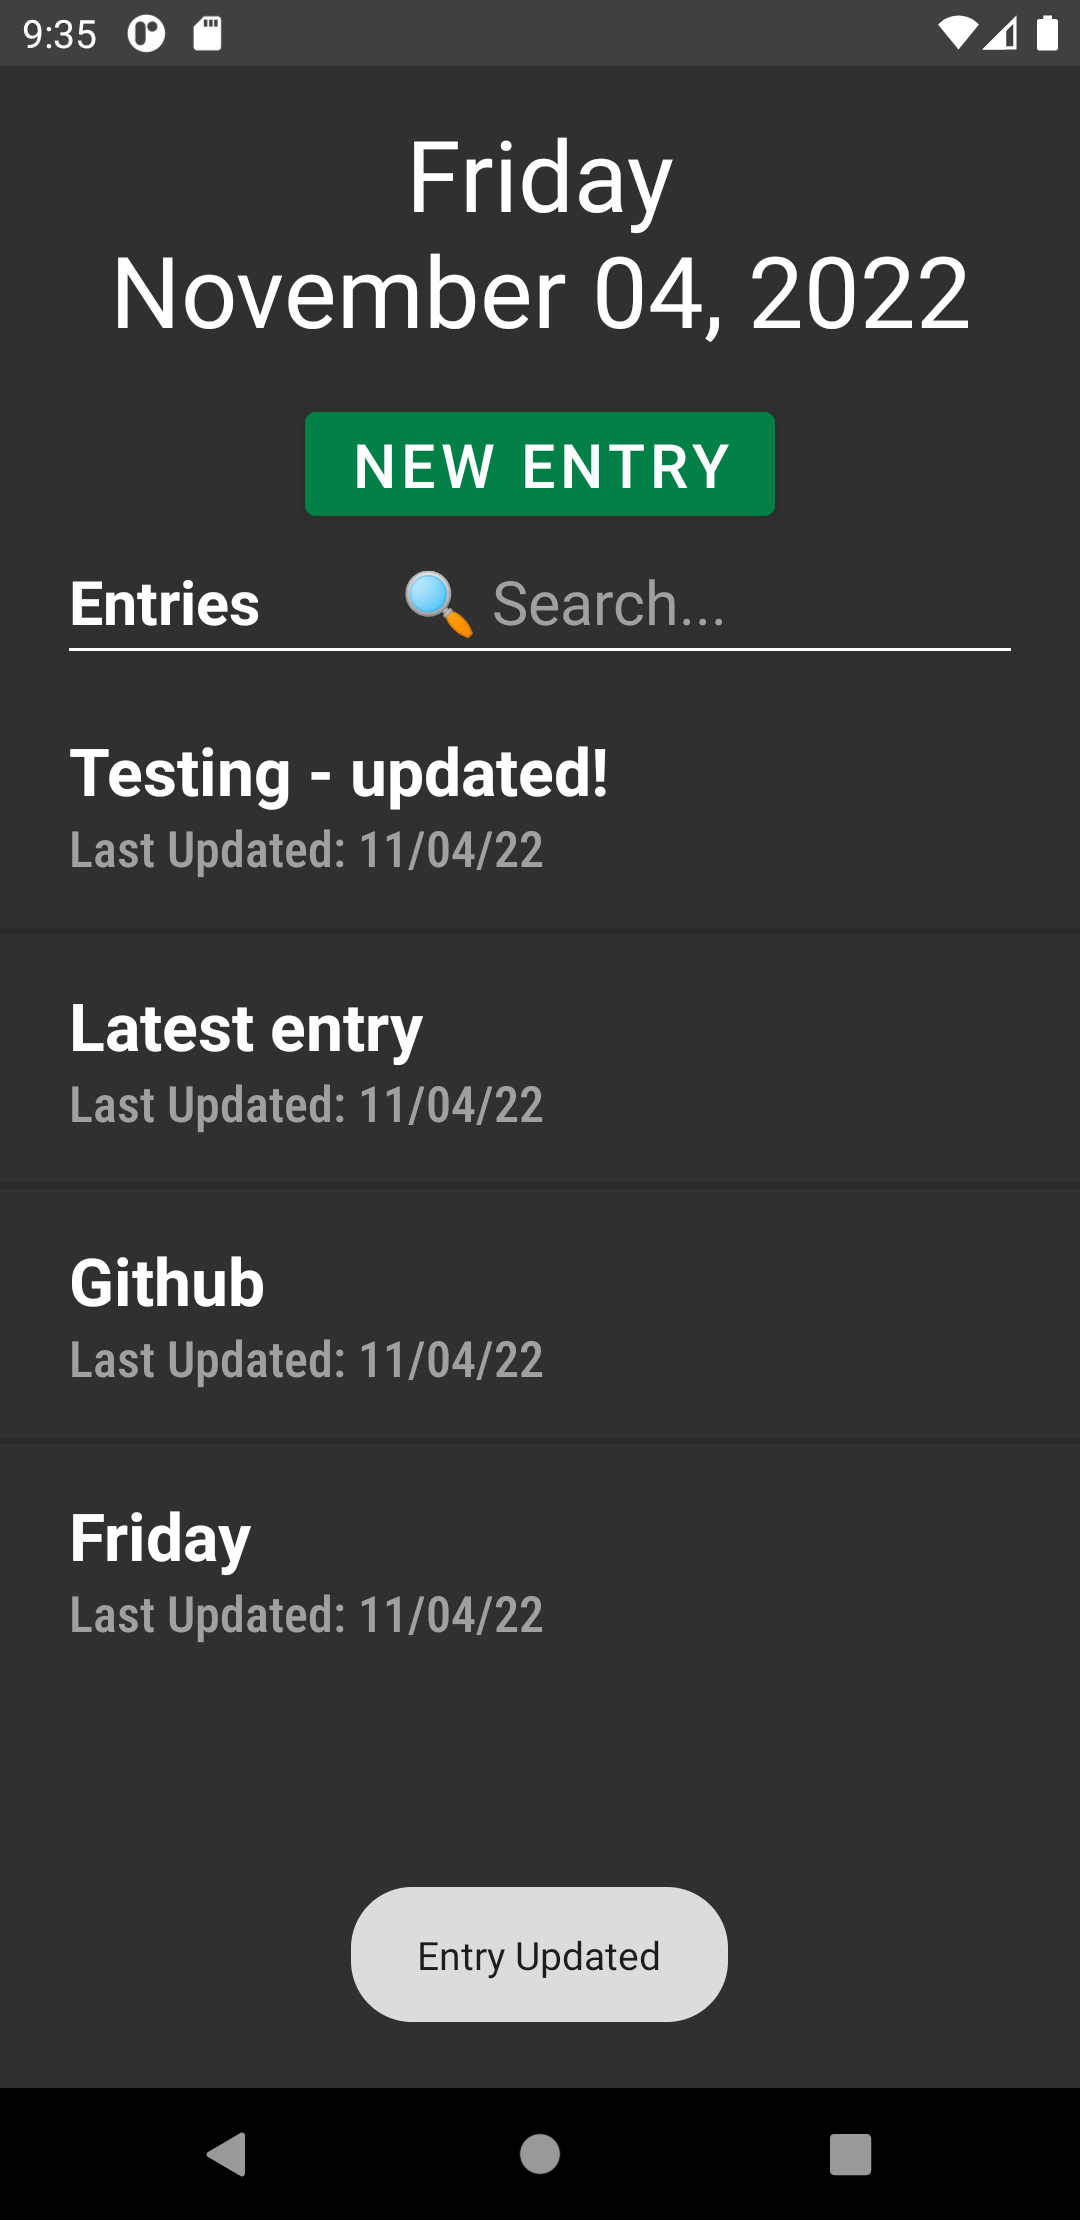 9:35
Friday
November 04, 2022
NEW ENTRY
Entries 🔍 Search...
Testing - updated!
Last Updated: 11/04/22
Latest entry
Last Updated: 11/04/22
Github
Last Updated: 11/04/22
Friday
Last Updated: 11/04/22
Entry Updated